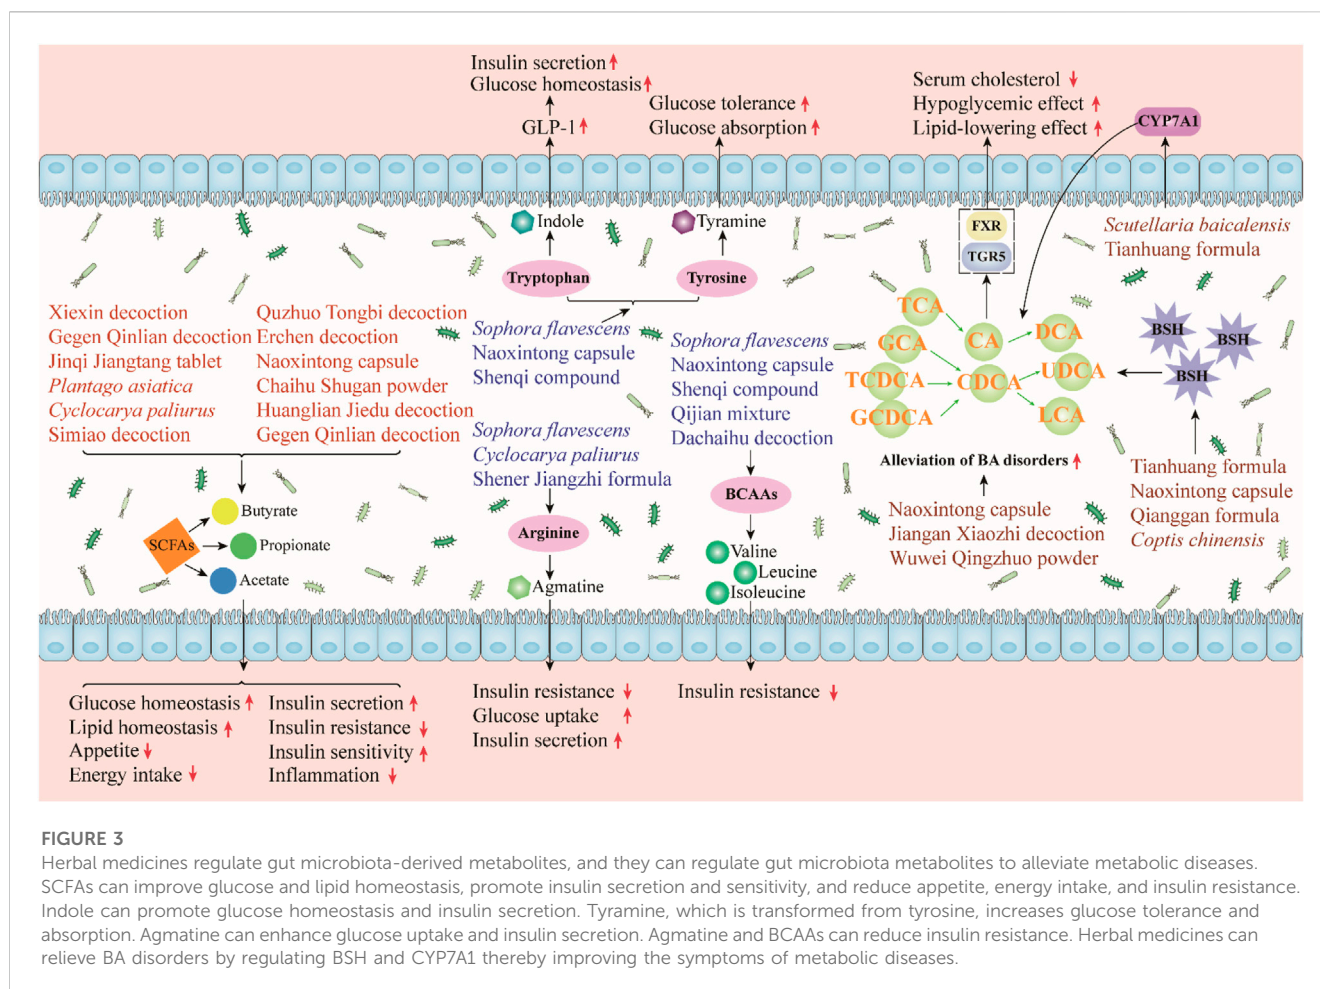 Insulin secretion
Glucose homeostasis
GLP-1
Glucose tolerance
Glucose absorption
Serum cholesterol
Hypoglycemic effect
Lipid-lowering effect
CYP7A1
Indole
Tyramine
Tryptophan
Tyrosine
FXR
TGR5
Scutellaria baicalensis
Tianhuang formula
Xiexin decoction
Gegen Qinlian decoction
Jinqi Jiangtang tablet
Plantago asiatica
Cyclocarya paliurus
Simiao decoction
Quzhuo Tongbi decoction
Erchen decoction
Naoxintong capsule
Chaihu Shugan powder
Huanglian Jiedu decoction
Gegen Qinlian decoction
Sophora flavescens
Naoxintong capsule
Shenqi compound
Sophora flavescens
Cyclocarya paliurus
Shener Jiangzhi formula
Sophora flavescens
Naoxintong capsule
Shenqi compound
Qijian mixture
Dachaihu decoction
TCA
GCA
TCDCA
GCDCA
CA
CDCA
DCA
UDCA
LCA
BSH
BSH
BSH
Alleviation of BA disorders
Naoxintong capsule
Jiangan Xiaozhi decoction
Wuwei Qingzhuo powder
Tianhuang formula
Naoxintong capsule
Qianggan formula
Coptis chinensis
SCFAs
Butyrate
Propionate
Acetate
Arginine
Agmatine
BCAAs
Valine
Leucine
Isoleucine
Glucose homeostasis
Lipid homeostasis
Appetite
Energy intake
Insulin secretion
Insulin resistance
Insulin sensitivity
Inflammation
Insulin resistance
Glucose uptake
Insulin secretion
Insulin resistance
FIGURE 3
Herbal medicines regulate gut microbiota-derived metabolites, and they can regulate gut microbiota metabolites to alleviate metabolic diseases.
SCFAs can improve glucose and lipid homeostasis, promote insulin secretion and sensitivity, and reduce appetite, energy intake, and insulin resistance.
Indole can promote glucose homeostasis and insulin secretion. Tyramine, which is transformed from tyrosine, increases glucose tolerance and
absorption. Agmatine can enhance glucose uptake and insulin secretion. Agmatine and BCAAs can reduce insulin resistance. Herbal medicines can
relieve BA disorders by regulating BSH and CYP7A1 thereby improving the symptoms of metabolic diseases.